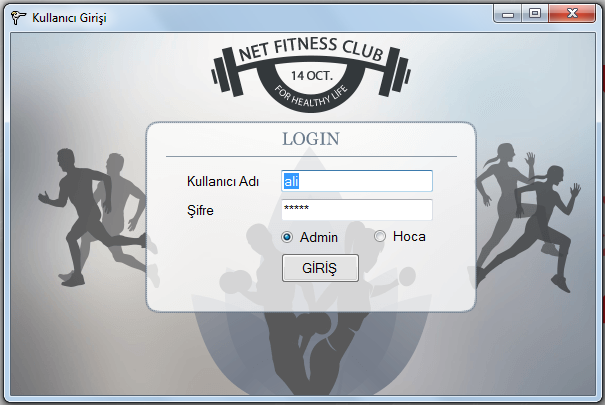 Kullanıcı Girişi
NET FITNESS CLUB
14 OCT.
FOR HEALTHY LIFE
LOGIN
Kullanıcı Adı
ali
Şifre
*****
Admin
Hoca
GİRİŞ